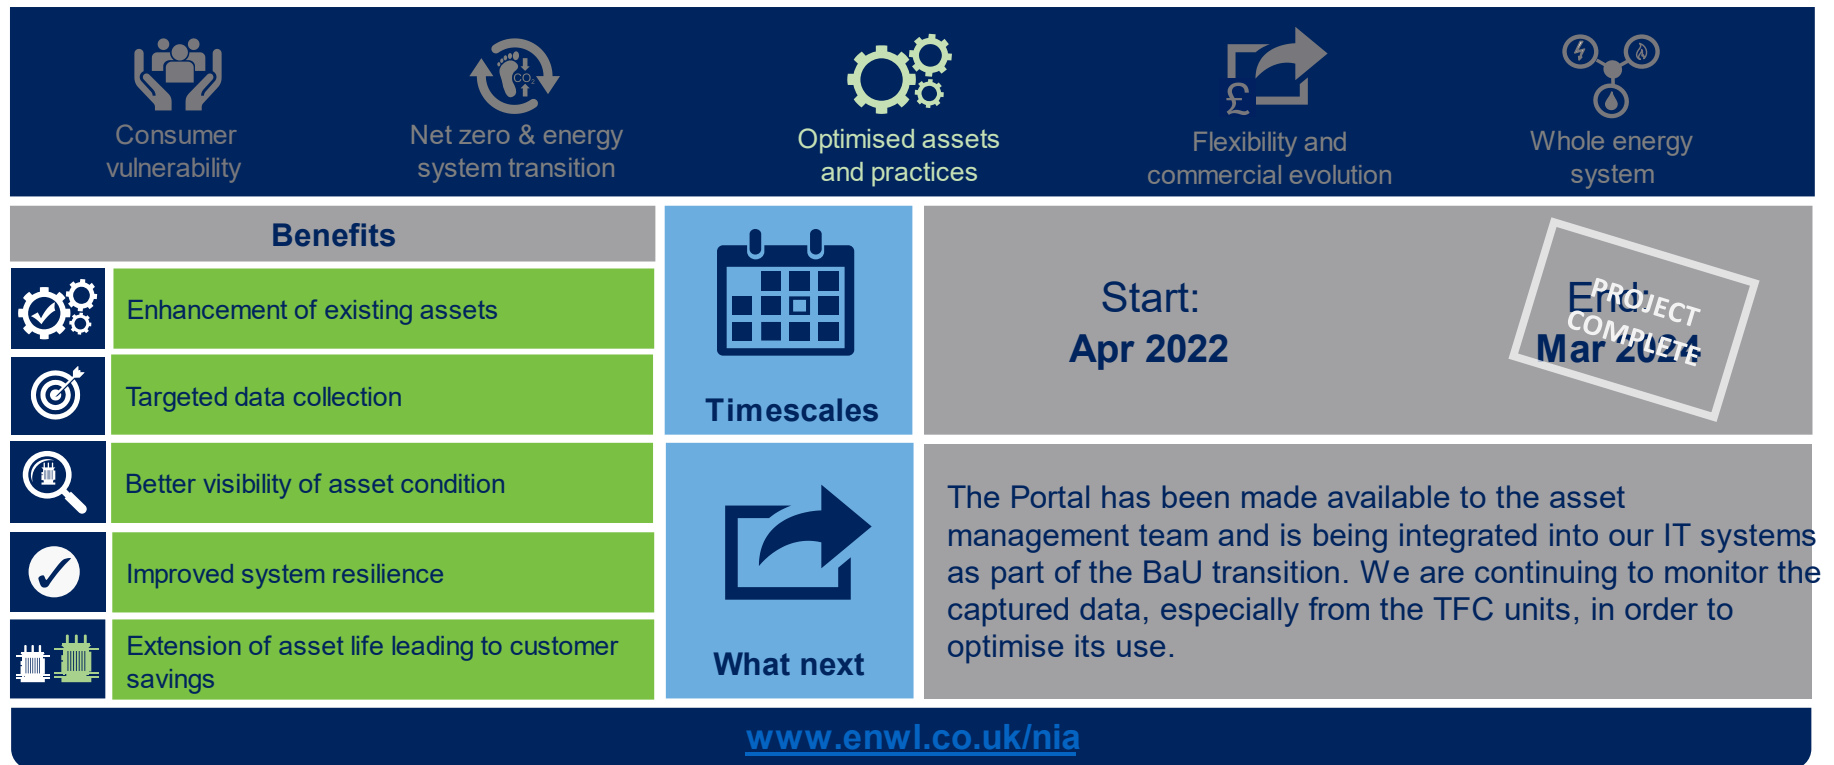 Consumer
vulnerability
CO2
Net zero & energy
system transition
Optimised assets
and practices
£
Flexibility and
commercial evolution
Whole energy
system
Benefits
Enhancement of existing assets
Targeted data collection
Better visibility of asset condition
Improved system resilience
Extension of asset life leading to customer
savings
Timescales
Start:
Apr 2022
End:
Mar 2024
PROJECT
COMPLETE
What next
The Portal has been made available to the asset
management team and is being integrated into our IT systems
as part of the BaU transition. We are continuing to monitor the
captured data, especially from the TFC units, in order to
optimise its use.
www.enwl.co.uk/nia